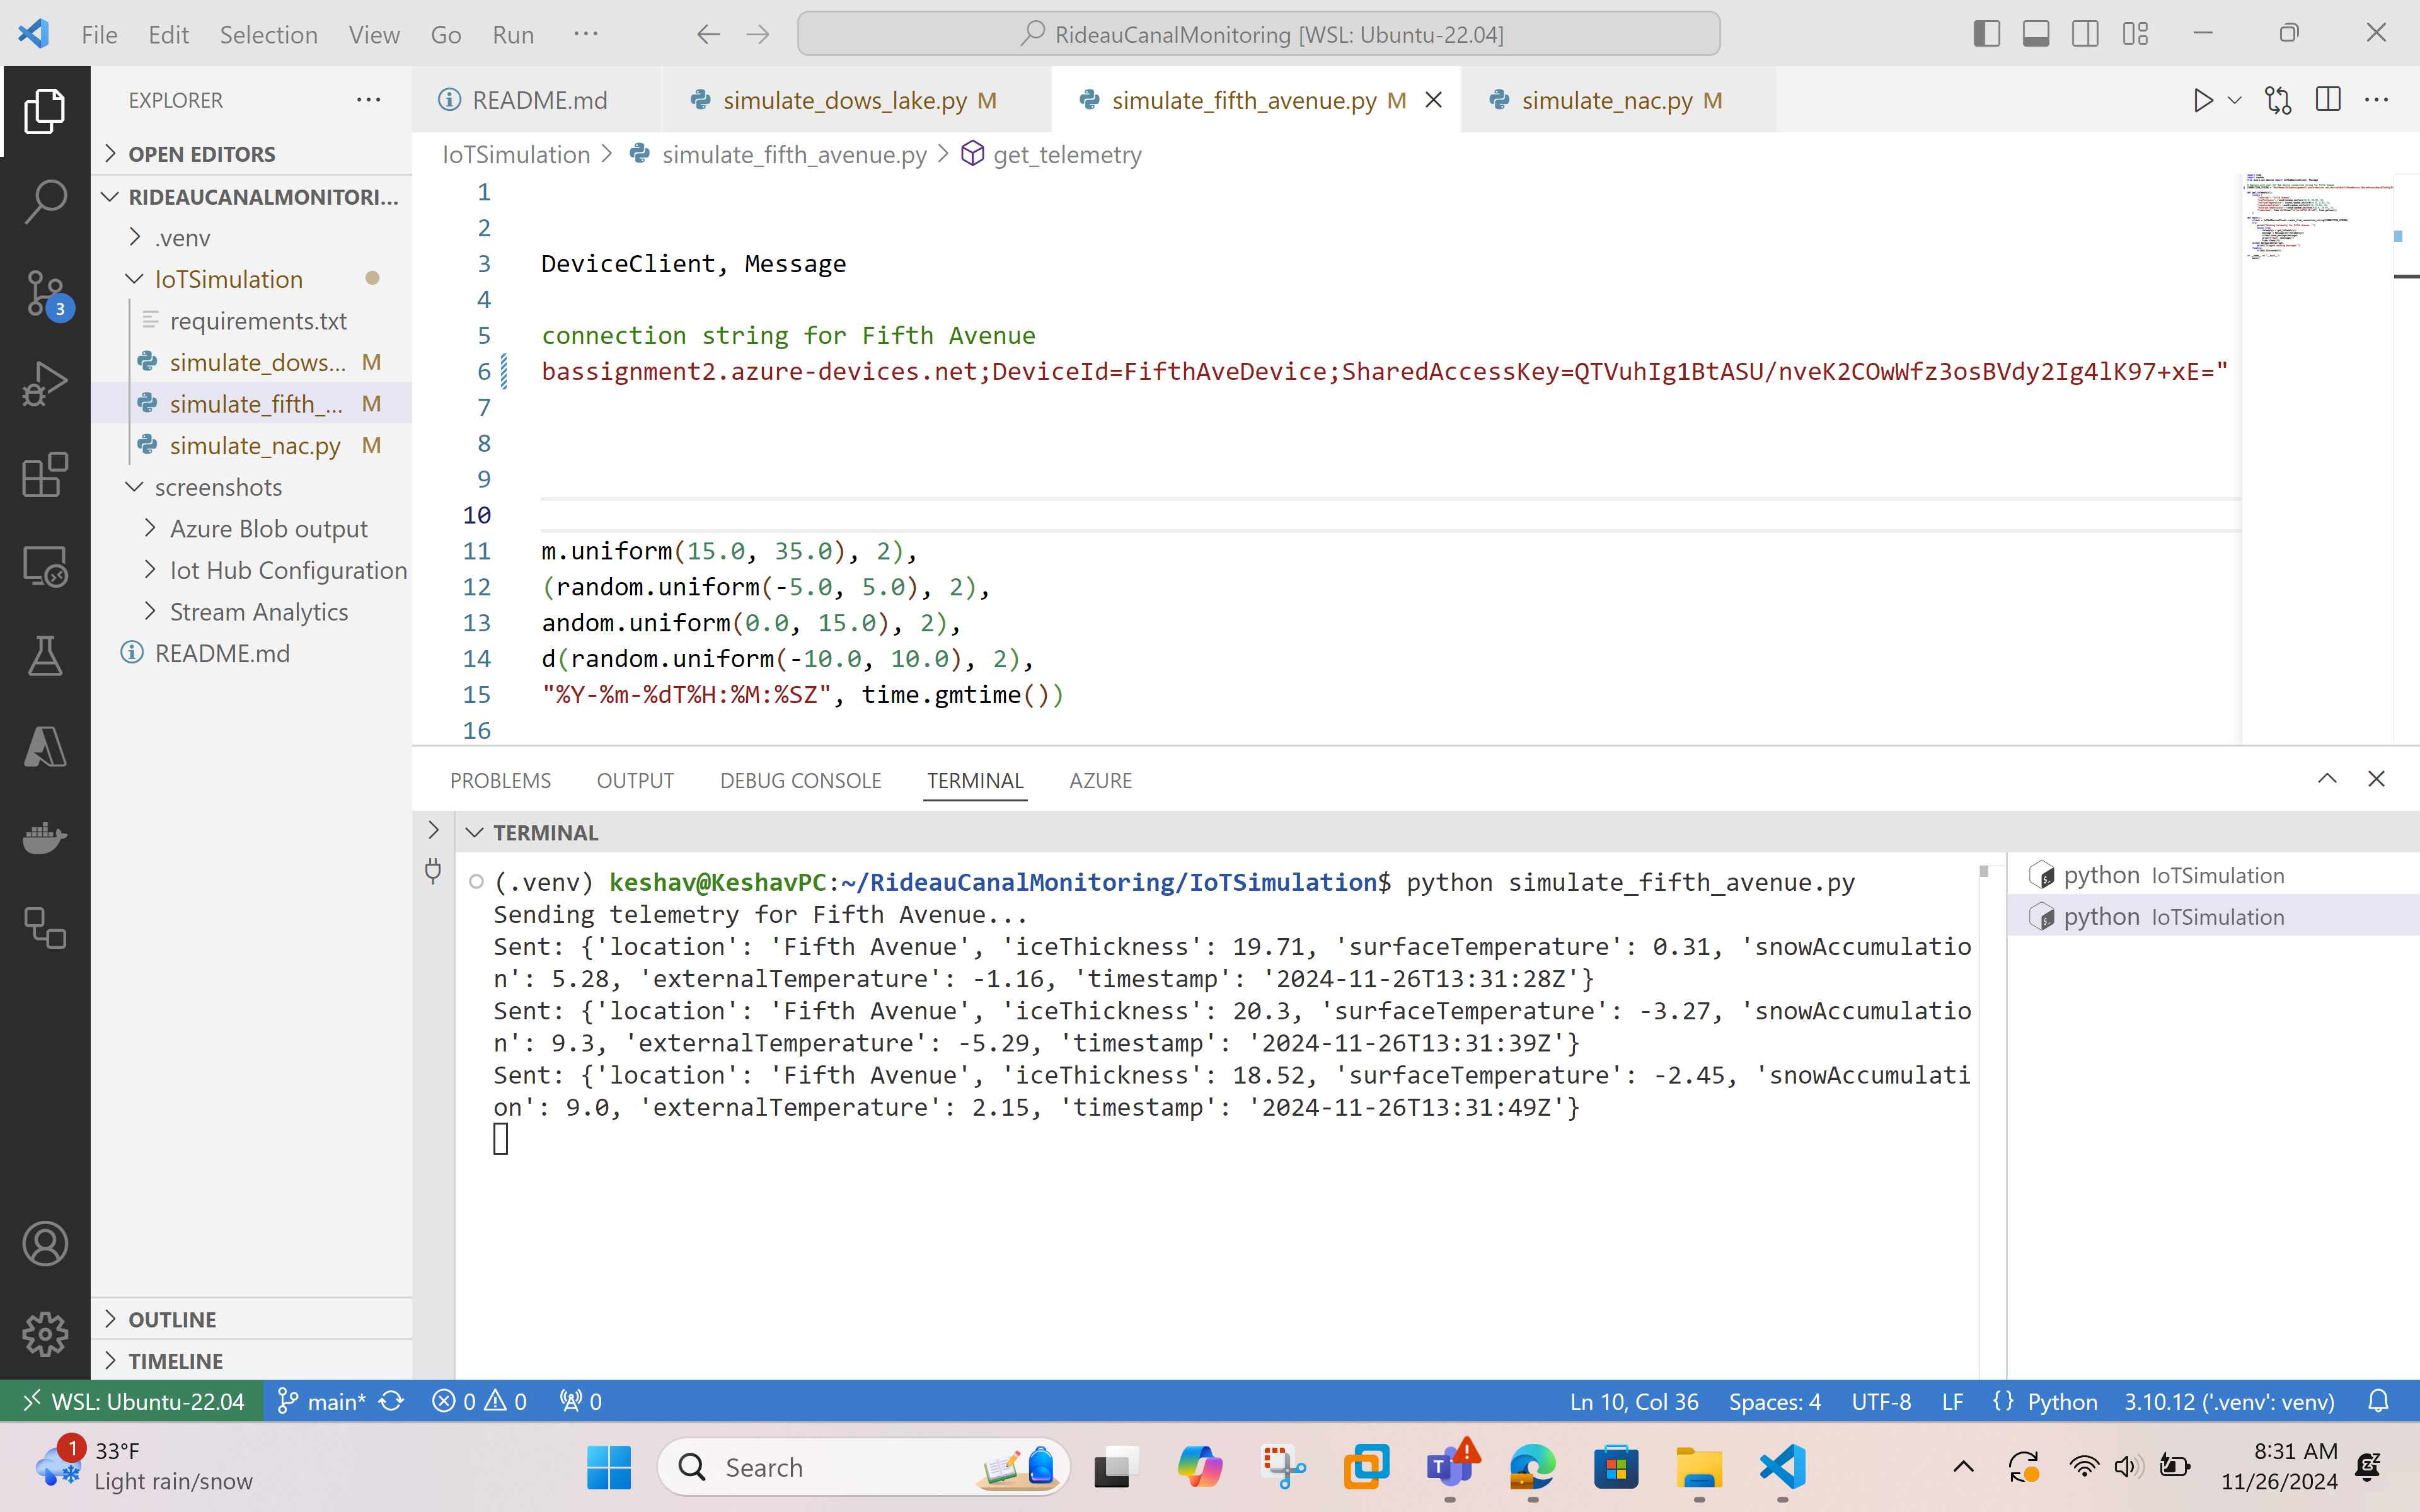 File Edit Selection View Go Run ···
RideauCanalMonitoring [WSL: Ubuntu-22.04]
EXPLORER ···
OPEN EDITORS
RIDEAUCANALMONITORI...
.venv
IoTSimulation
requirements.txt
simulate_dows... M
simulate_fifth_... M
simulate_nac.py M
screenshots
Azure Blob output
Iot Hub Configuration
Stream Analytics
README.md
OUTLINE
TIMELINE
3
README.md simulate_dows_lake.py M simulate_fifth_avenue.py M simulate_nac.py M
IoTSimulation > simulate_fifth_avenue.py > get_telemetry
1
2
3 DeviceClient, Message
4
5 connection string for Fifth Avenue
6 bassignment2.azure-devices.net;DeviceId=FifthAveDevice;SharedAccessKey=QTVuhIg1BtASU/nveK2COwWfz3osBVdy2Ig4lK97+xE="
7
8
9
10
11 m.uniform(15.0, 35.0), 2),
12 (random.uniform(-5.0, 5.0), 2),
13 andom.uniform(0.0, 15.0), 2),
14 d(random.uniform(-10.0, 10.0), 2),
15 "%Y-%m-%dT%H:%M:%SZ", time.gmtime())
16
PROBLEMS OUTPUT DEBUG CONSOLE TERMINAL AZURE
TERMINAL
(.venv) keshav@KeshavPC:~/RideauCanalMonitoring/IoTSimulation$ python simulate_fifth_avenue.py
Sending telemetry for Fifth Avenue...
Sent: {'location': 'Fifth Avenue', 'iceThickness': 19.71, 'surfaceTemperature': 0.31, 'snowAccumulatio
n': 5.28, 'externalTemperature': -1.16, 'timestamp': '2024-11-26T13:31:28Z'}
Sent: {'location': 'Fifth Avenue', 'iceThickness': 20.3, 'surfaceTemperature': -3.27, 'snowAccumulatio
n': 9.3, 'externalTemperature': -5.29, 'timestamp': '2024-11-26T13:31:39Z'}
Sent: {'location': 'Fifth Avenue', 'iceThickness': 18.52, 'surfaceTemperature': -2.45, 'snowAccumulati
on': 9.0, 'externalTemperature': 2.15, 'timestamp': '2024-11-26T13:31:49Z'}
python IoTSimulation
python IoTSimulation
WSL: Ubuntu-22.04 main* 0 0 0 Ln 10, Col 36 Spaces: 4 UTF-8 LF {} Python 3.10.12 ('.venv': venv)
1
33°F
Light rain/snow
Search
8:31 AM
11/26/2024